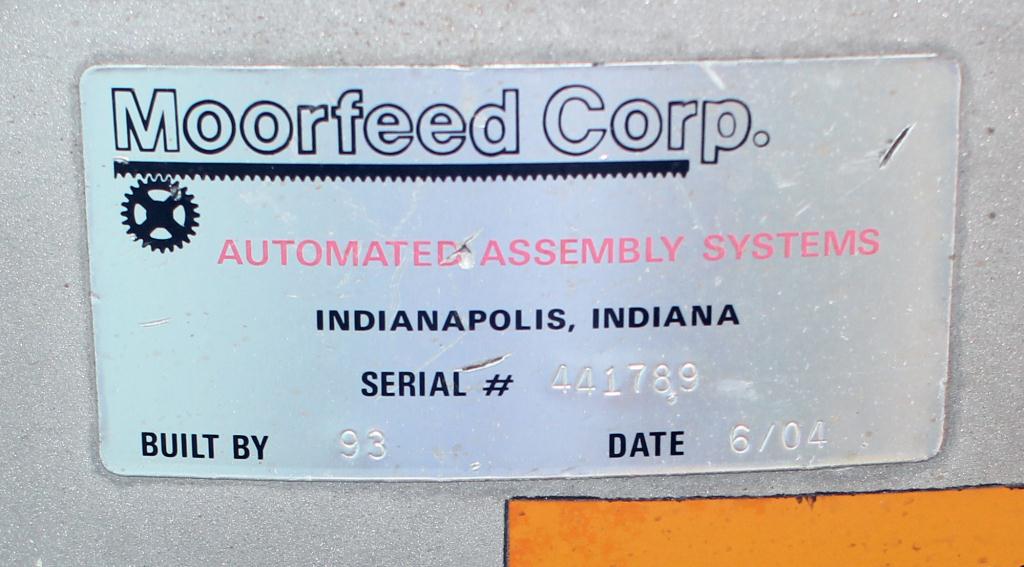 Moorfeed Corp.
AUTOMATED ASSEMBLY SYSTEMS
INDIANAPOLIS, INDIANA
SERIAL # 441789
BUILT BY 93 DATE 6/04